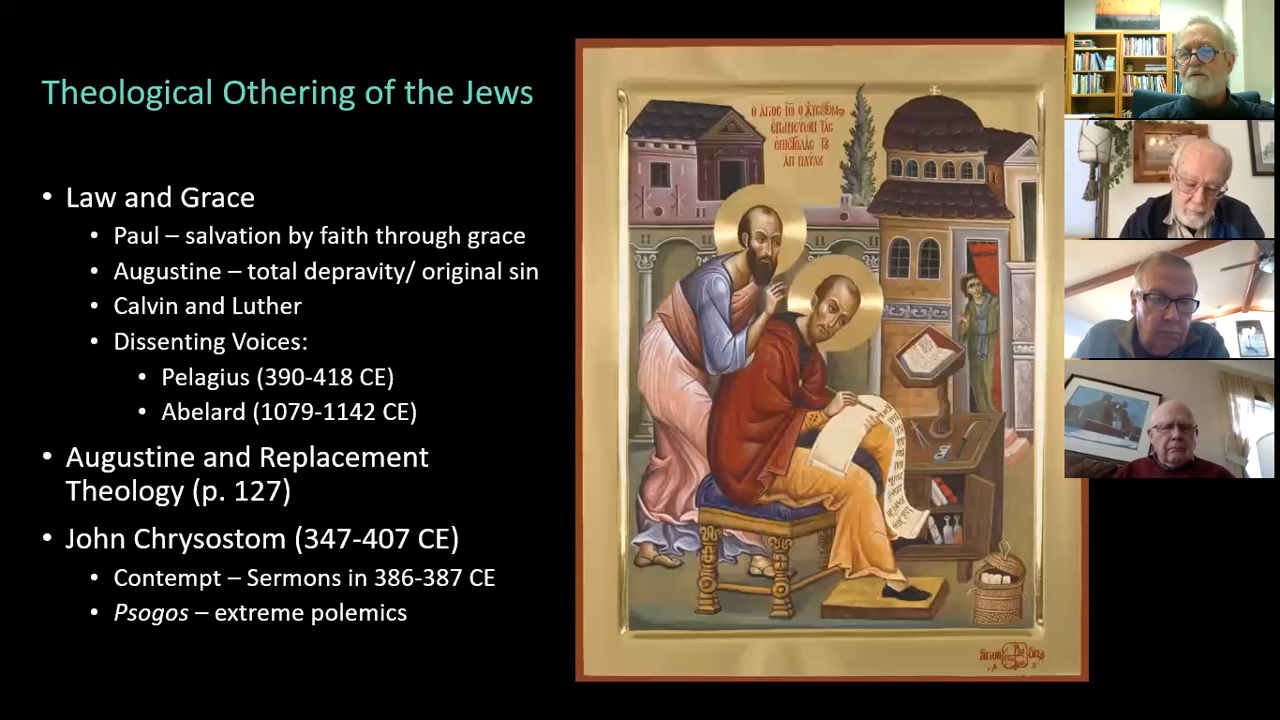 Theological Othering of the Jews
• Law and Grace
• Paul – salvation by faith through grace
• Augustine – total depravity/ original sin
• Calvin and Luther
• Dissenting Voices:
• Pelagius (390-418 CE)
• Abelard (1079-1142 CE)
• Augustine and Replacement
Theology (p. 127)
• John Chrysostom (347-407 CE)
• Contempt – Sermons in 386-387 CE
• Psogos – extreme polemics